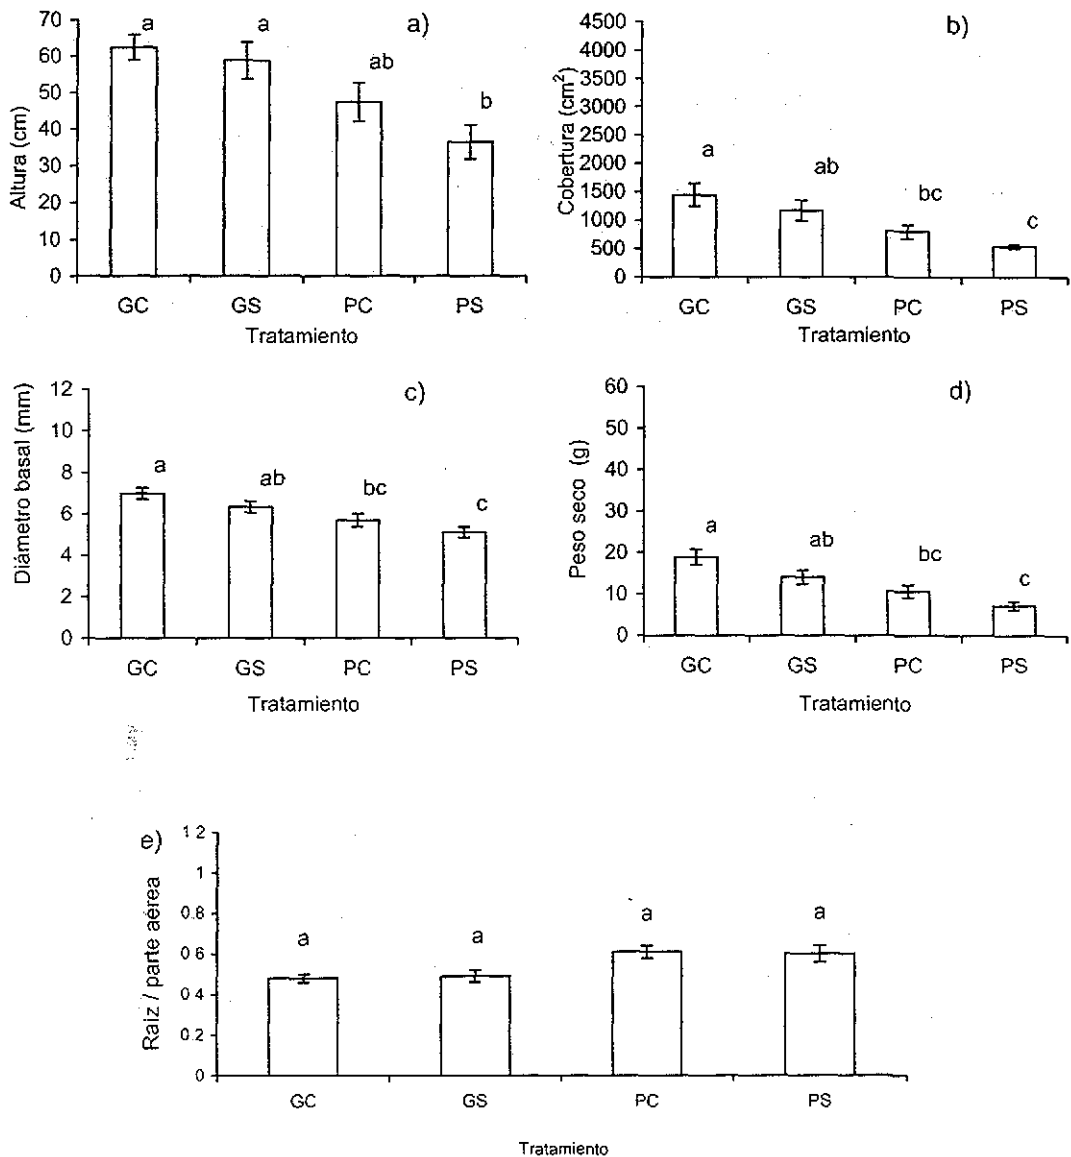 a)
Altura (cm)
70
60
50
40
30
20
10
0
a
a
ab
b
GC GS PC PS
Tratamiento
b)
Cobertura (cm²)
4500
4000
3500
3000
2500
2000
1500
1000
500
0
a
ab
bc
c
GC GS PC PS
Tratamiento
c)
Diámetro basal (mm)
12
10
8
6
4
2
0
a
ab
bc
c
GC GS PC PS
Tratamiento
d)
Peso seco (g)
60
50
40
30
20
10
0
a
ab
bc
c
GC GS PC PS
Tratamiento
e)
Raiz / parte aérea
1 2
1
0 8
0 6
0 4
0 2
0
a
a
a
a
GC GS PC PS
Tratamiento